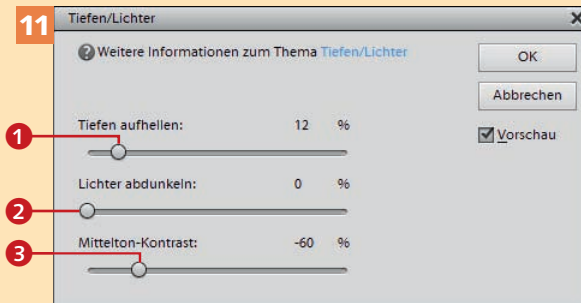 11
Tiefen/Lichter
Weitere Informationen zum Thema Tiefen/Lichter
OK
Abbrechen
Vorschau
Tiefen aufhellen: 12 %
1
Lichter abdunkeln: 0 %
2
Mittelton-Kontrast: -60 %
3